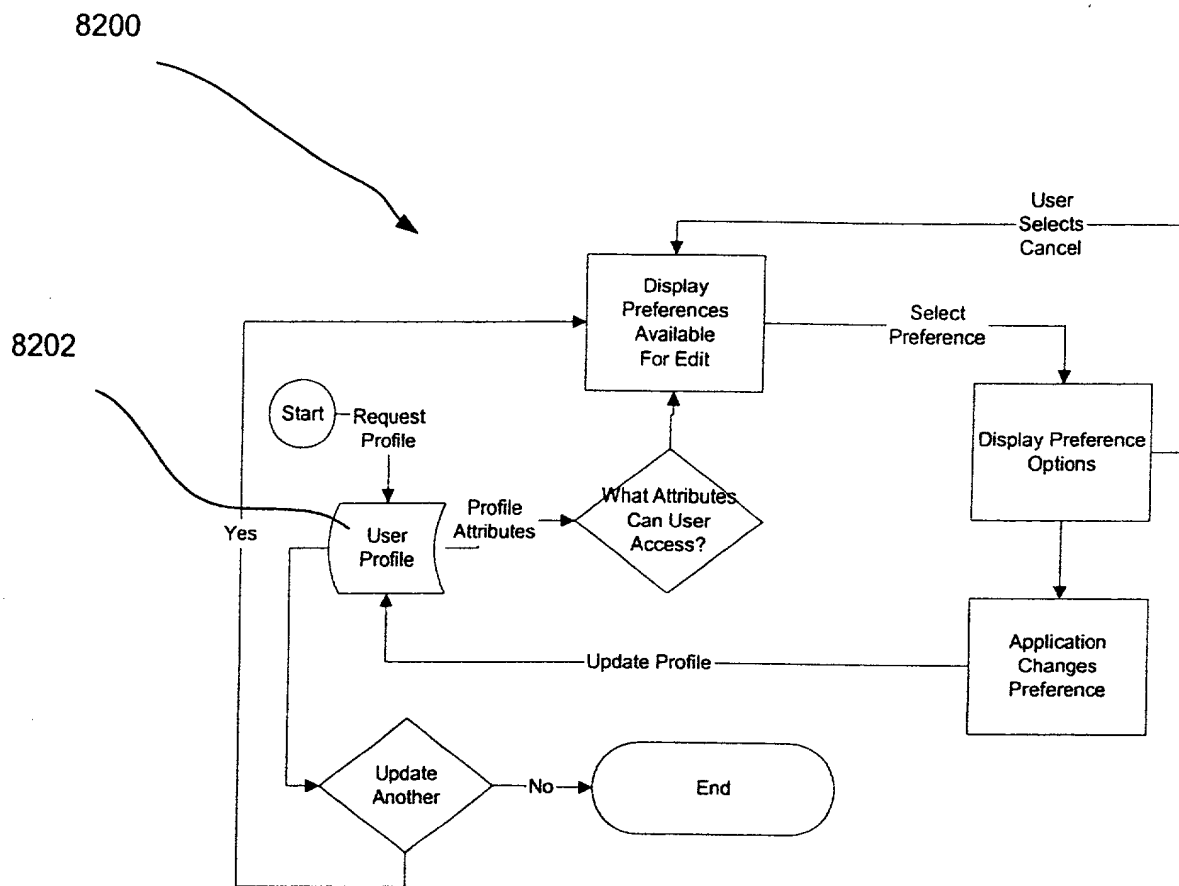 8200
User
Selects
Cancel
Display
Preferences
Available
For Edit
Select
Preference
8202
Start
Request
Profile
Display Preference
Options
What Attributes
Can User
Access?
Profile
Attributes
User
Profile
Yes
Application
Changes
Preference
Update Profile
Update
Another
No
End